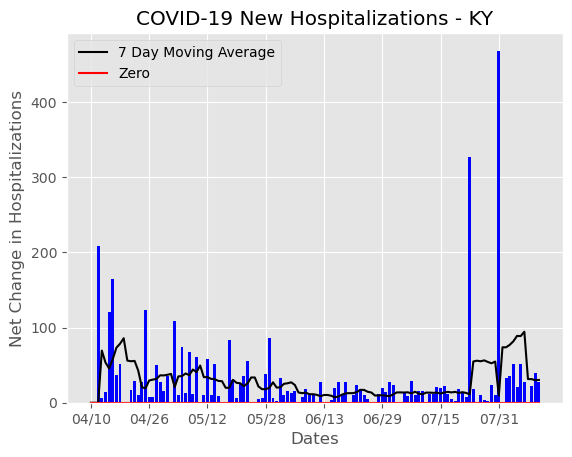 COVID-19 New Hospitalizations - KY
7 Day Moving Average
Zero
Net Change in Hospitalizations
400
300
200
100
0
04/10 04/26 05/12 05/28 06/13 06/29 07/15 07/31
Dates